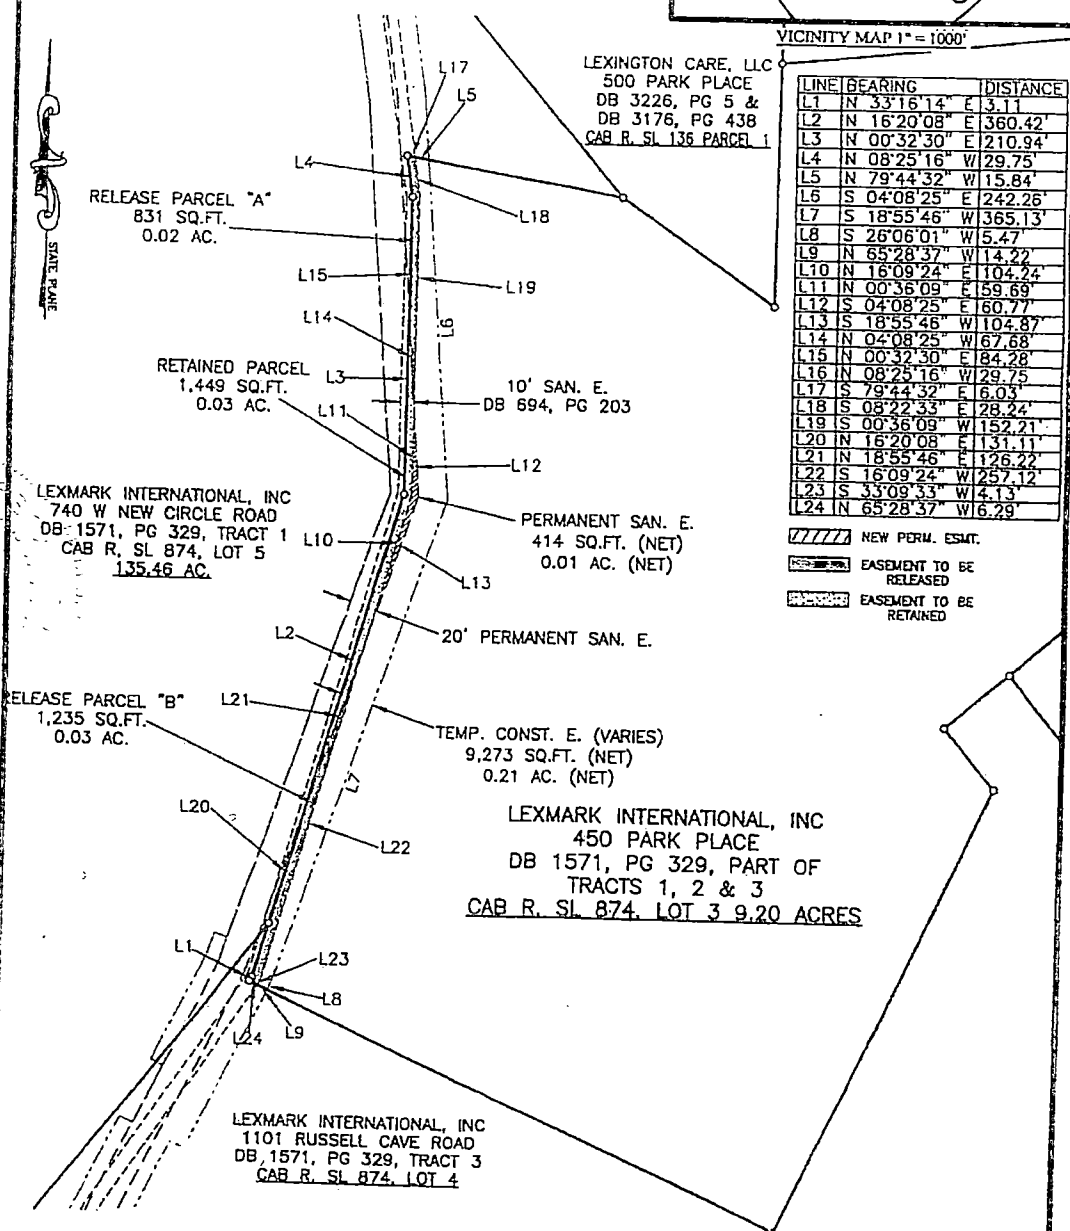 VICINITY MAP 1" = 1000'
LEXINGTON CARE, LLC
500 PARK PLACE
DB 3226, PG 5 &
DB 3176, PG 438
CAB R, SL 136 PARCEL 1
LINE BEARING DISTANCE
L1 N 33°16'14" E 3.11
L2 N 16°20'08" E 360.42'
L3 N 00°32'30" E 210.94'
L4 N 08°25'16" W 29.75'
L5 N 79°44'32" W 15.84'
L6 S 04°08'25" E 242.26'
L7 S 18°55'46" W 365.13'
L8 S 26°06'01" W 5.47'
L9 N 65°28'37" W 14.22'
L10 N 16°09'24" E 104.24'
L11 N 00°36'09" E 59.69'
L12 S 04°08'25" E 60.77'
L13 S 18°55'46" W 104.87'
L14 N 04°08'25" W 67.68'
L15 N 00°32'30" E 84.28'
L16 N 08°25'16" W 29.75
L17 S 79°44'32" E 6.03'
L18 S 08°22'33" E 28.24'
L19 S 00°36'09" W 152.21'
L20 N 16°20'08" E 131.11'
L21 N 18°55'46" E 126.22'
L22 S 16°09'24" W 257.12'
L23 S 33°09'33" W 4.13'
L24 N 65°28'37" W 6.29'
NEW PERM. ESMT.
EASEMENT TO BE
RELEASED
EASEMENT TO BE
RETAINED
STATE PLANE
L17
L5
L4
RELEASE PARCEL "A"
831 SQ.FT.
0.02 AC.
L18
L15
L19
L14
L6
RETAINED PARCEL
1,449 SQ.FT.
0.03 AC.
L3
10' SAN. E.
DB 694, PG 203
L11
L12
LEXMARK INTERNATIONAL, INC
740 W NEW CIRCLE ROAD
DB 1571, PG 329, TRACT 1
CAB R, SL 874, LOT 5
135.46 AC.
PERMANENT SAN. E.
414 SQ.FT. (NET)
0.01 AC. (NET)
L10
L13
L2
20' PERMANENT SAN. E.
RELEASE PARCEL "B"
1,235 SQ.FT.
0.03 AC.
L21
TEMP. CONST. E. (VARIES)
9,273 SQ.FT. (NET)
0.21 AC. (NET)
L7
L20
L22
LEXMARK INTERNATIONAL, INC
450 PARK PLACE
DB 1571, PG 329, PART OF
TRACTS 1, 2 & 3
CAB R, SL 874, LOT 3 9.20 ACRES
L1
L23
L8
L9
L24
LEXMARK INTERNATIONAL, INC
1101 RUSSELL CAVE ROAD
DB 1571, PG 329, TRACT 3
CAB R, SL 874, LOT 4